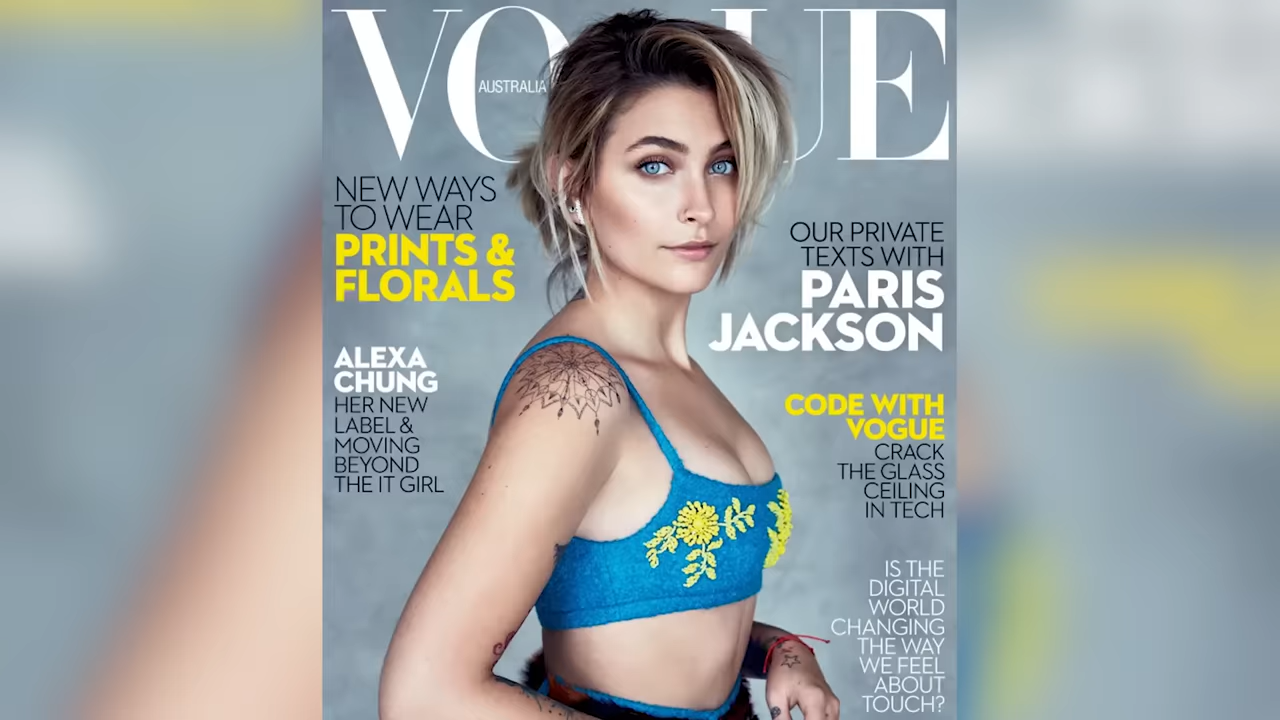 VOGUE
AUSTRALIA
NEW WAYS
TO WEAR
PRINTS &
FLORALS
ALEXA
CHUNG
HER NEW
LABEL &
MOVING
BEYOND
THE IT GIRL
OUR PRIVATE
TEXTS WITH
PARIS
JACKSON
CODE WITH
VOGUE
CRACK
THE GLASS
CEILING
IN TECH
IS THE
DIGITAL
WORLD
CHANGING
THE WAY
WE FEEL
ABOUT
TOUCH?